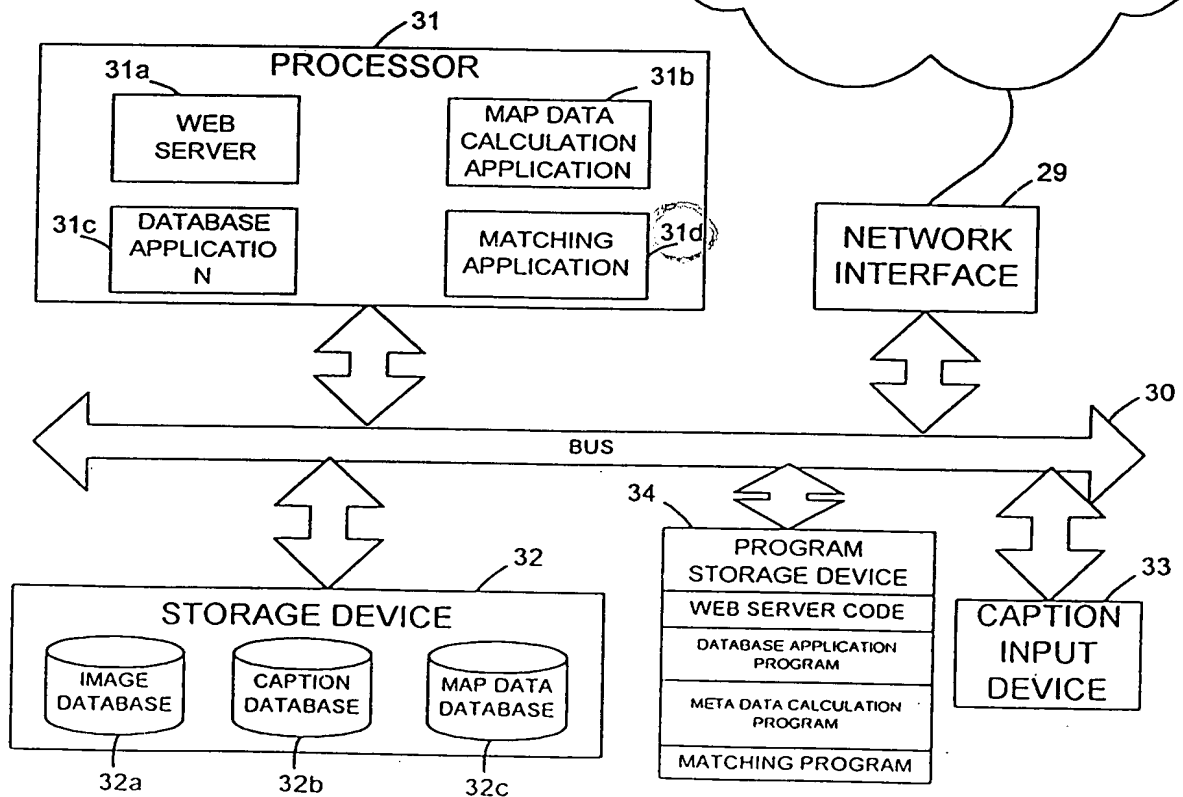 31
PROCESSOR
31a
31b
WEB
SERVER
MAP DATA
CALCULATION
APPLICATION
29
31c
DATABASE
APPLICATIO
N
MATCHING
APPLICATION
31d
NETWORK
INTERFACE
30
BUS
34
32
PROGRAM
STORAGE DEVICE
WEB SERVER CODE
DATABASE APPLICATION
PROGRAM
META DATA CALCULATION
PROGRAM
MATCHING PROGRAM
33
CAPTION
INPUT
DEVICE
STORAGE DEVICE
IMAGE
DATABASE
CAPTION
DATABASE
MAP DATA
DATABASE
32a
32b
32c